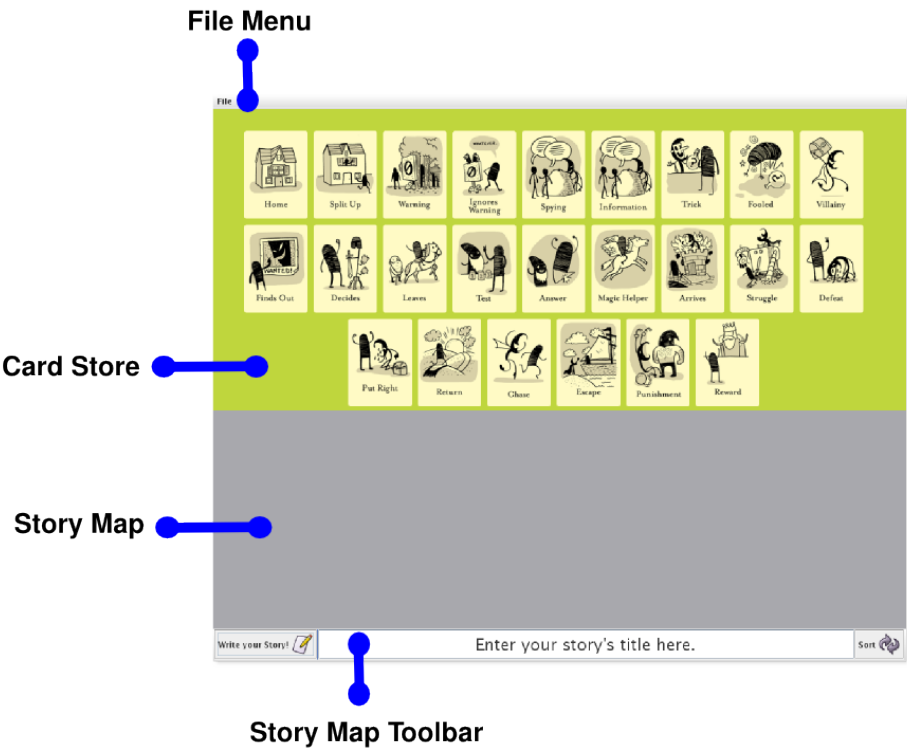 File Menu
File
WHATEVER..
Home
Split Up
Warning
Ignores
Warning
Spying
Information
Trick
Fooled
Villainy
WANTED!
Finds Out
Decides
Leaves
Test
Answer
Magic Helper
Arrives
Struggle
Defeat
Card Store
Put Right
Return
Chase
Escape
Punishment
Reward
Story Map
Write your Story!
Enter your story's title here.
Sort
Story Map Toolbar